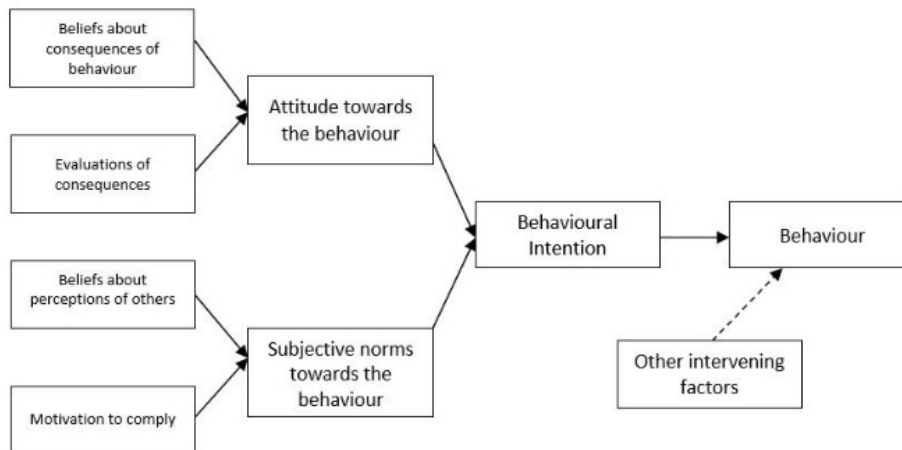 Beliefs about
consequences of
behaviour
Evaluations of
consequences
Attitude towards
the behaviour
Beliefs about
perceptions of others
Motivation to comply
Subjective norms
towards the
behaviour
Behavioural
Intention
Behaviour
Other intervening
factors